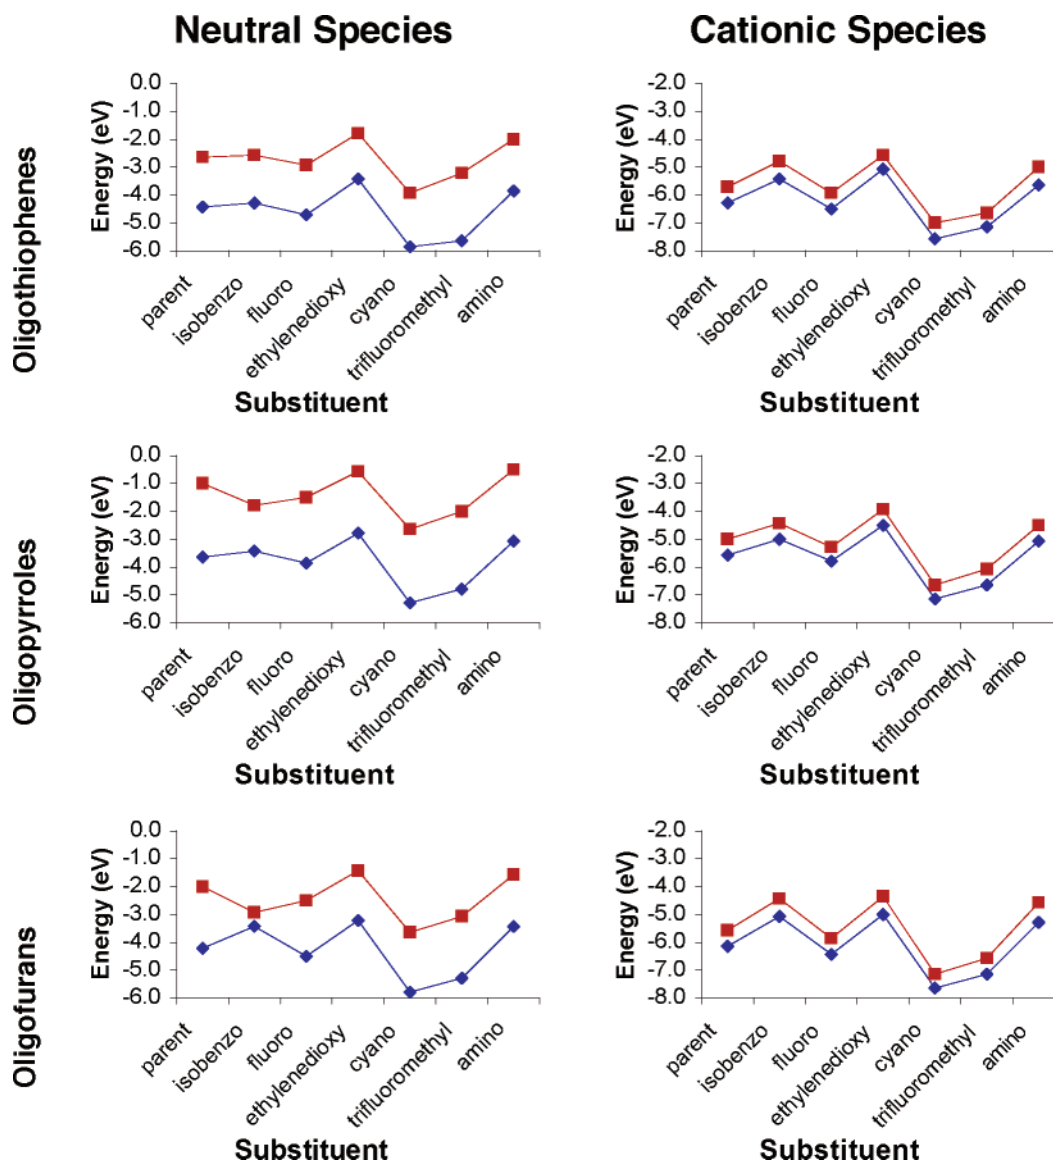 Neutral Species
Cationic Species
Oligothiophenes
Energy (eV)
0.0
-1.0
-2.0
-3.0
-4.0
-5.0
-6.0
parent
isobenzo
fluoro
ethylenedioxy
cyano
trifluoromethyl
amino
Substituent
Energy (eV)
-2.0
-3.0
-4.0
-5.0
-6.0
-7.0
-8.0
parent
isobenzo
fluoro
ethylenedioxy
cyano
trifluoromethyl
amino
Substituent
Oligopyrroles
Energy (eV)
0.0
-1.0
-2.0
-3.0
-4.0
-5.0
-6.0
parent
isobenzo
fluoro
ethylenedioxy
cyano
trifluoromethyl
amino
Substituent
Energy (eV)
-2.0
-3.0
-4.0
-5.0
-6.0
-7.0
-8.0
parent
isobenzo
fluoro
ethylenedioxy
cyano
trifluoromethyl
amino
Substituent
Oligofurans
Energy (eV)
0.0
-1.0
-2.0
-3.0
-4.0
-5.0
-6.0
parent
isobenzo
fluoro
ethylenedioxy
cyano
trifluoromethyl
amino
Substituent
Energy (eV)
-2.0
-3.0
-4.0
-5.0
-6.0
-7.0
-8.0
parent
isobenzo
fluoro
ethylenedioxy
cyano
trifluoromethyl
amino
Substituent